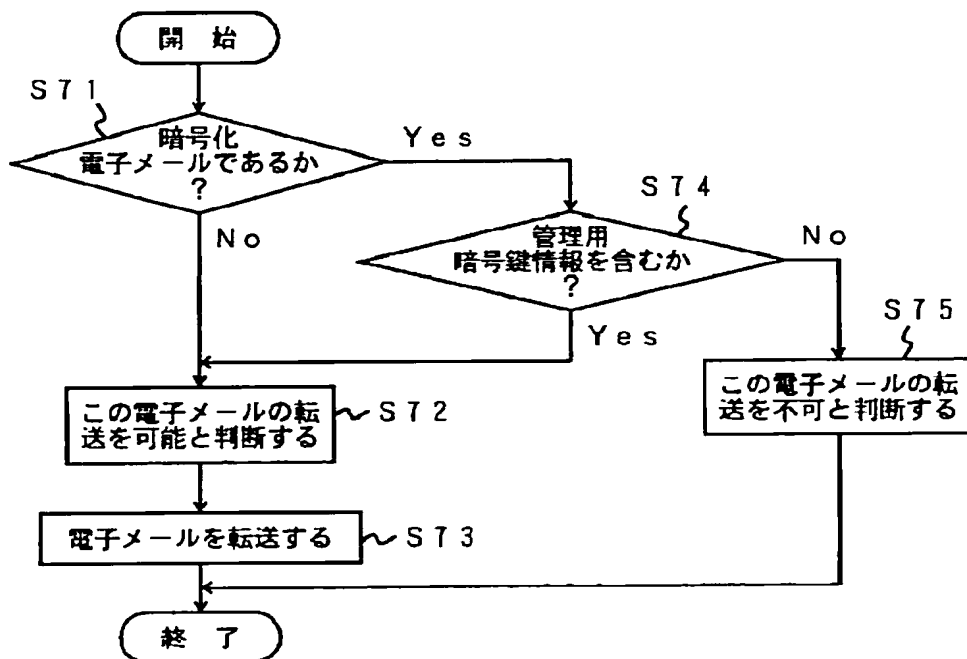 開 始
S71
暗号化
電子メールであるか
?
Yes
No
S74
管理用
暗号鍵情報を含むか
?
No
Yes
S75
この電子メールの転
送を不可と判断する
この電子メールの転
送を可能と判断する
S72
電子メールを転送する
S73
終 了